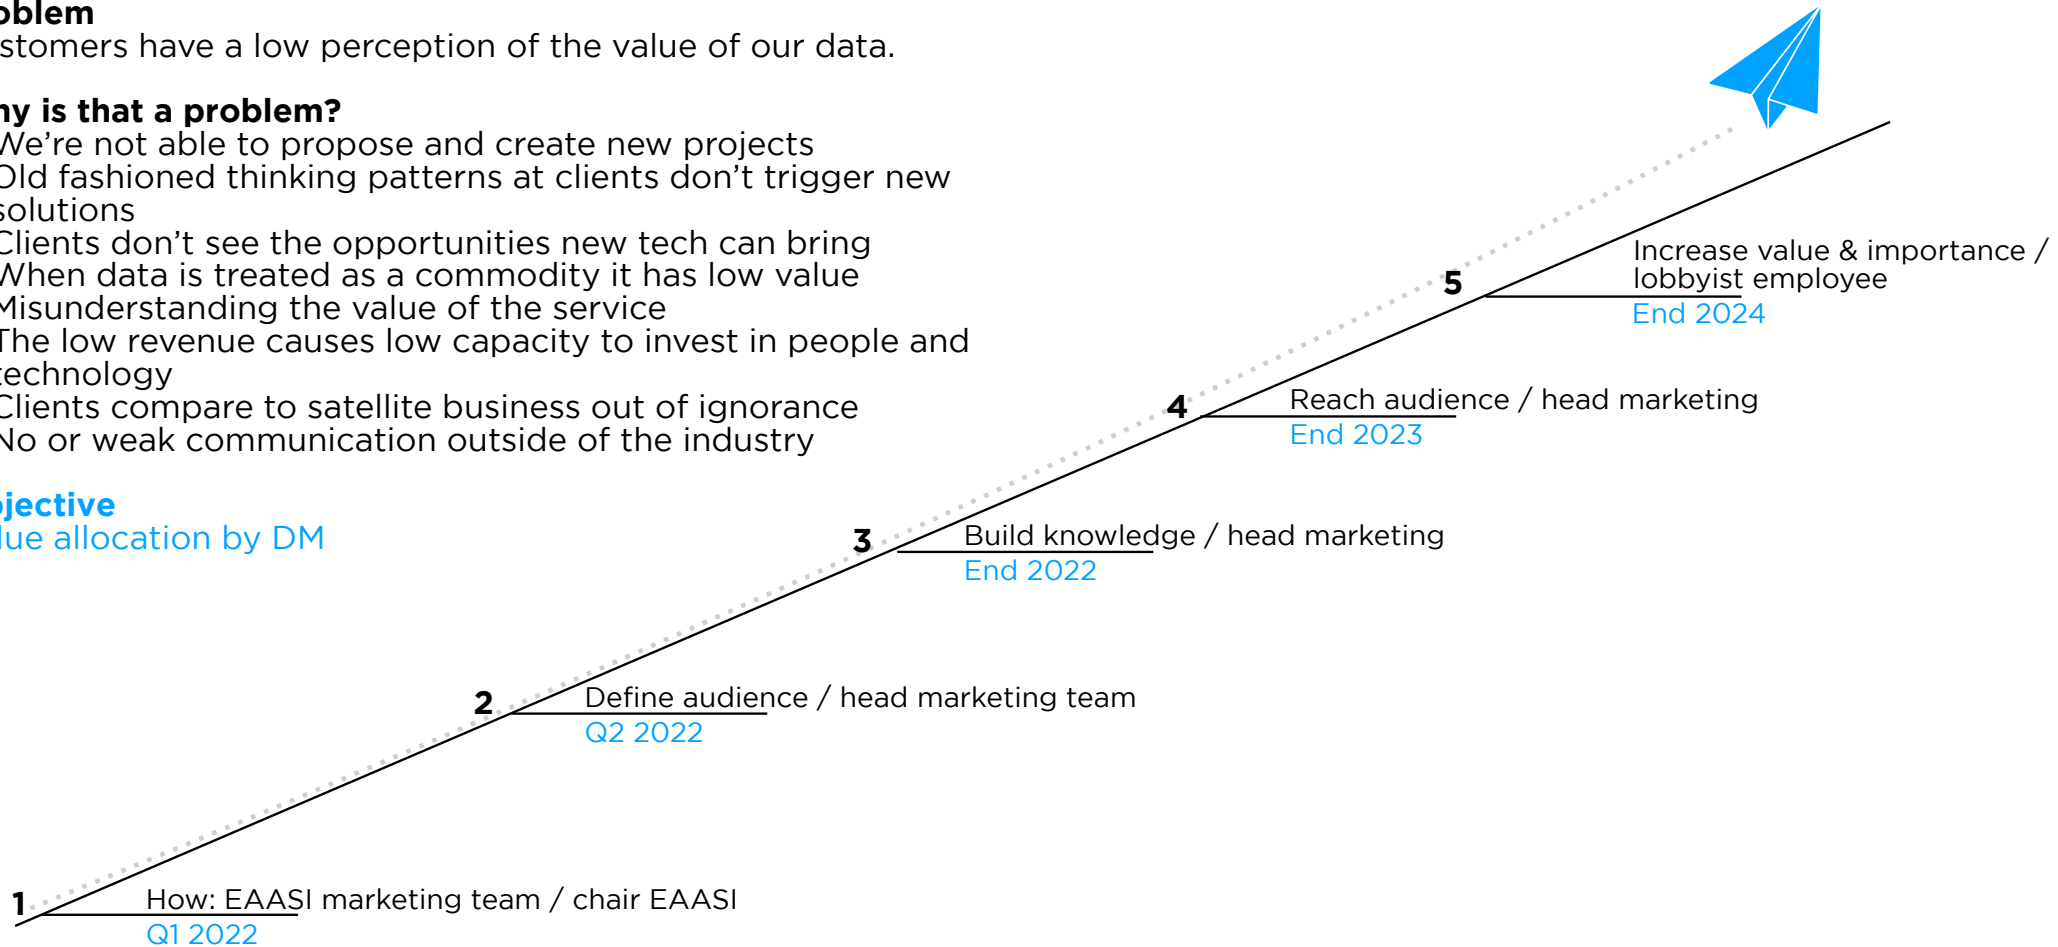 oblem
stomers have a low perception of the value of our data.
hy is that a problem?
We're not able to propose and create new projects
Old fashioned thinking patterns at clients don't trigger new
solutions
Clients don't see the opportunities new tech can bring
When data is treated as a commodity it has low value
Misunderstanding the value of the service
The low revenue causes low capacity to invest in people and
technology
Clients compare to satellite business out of ignorance
No or weak communication outside of the industry
jective
lue allocation by DM
5
Increase value & importance /
lobbyist employee
End 2024
4
Reach audience / head marketing
End 2023
3
Build knowledge / head marketing
End 2022
2
Define audience / head marketing team
Q2 2022
1
How: EAASI marketing team / chair EAASI
Q1 2022